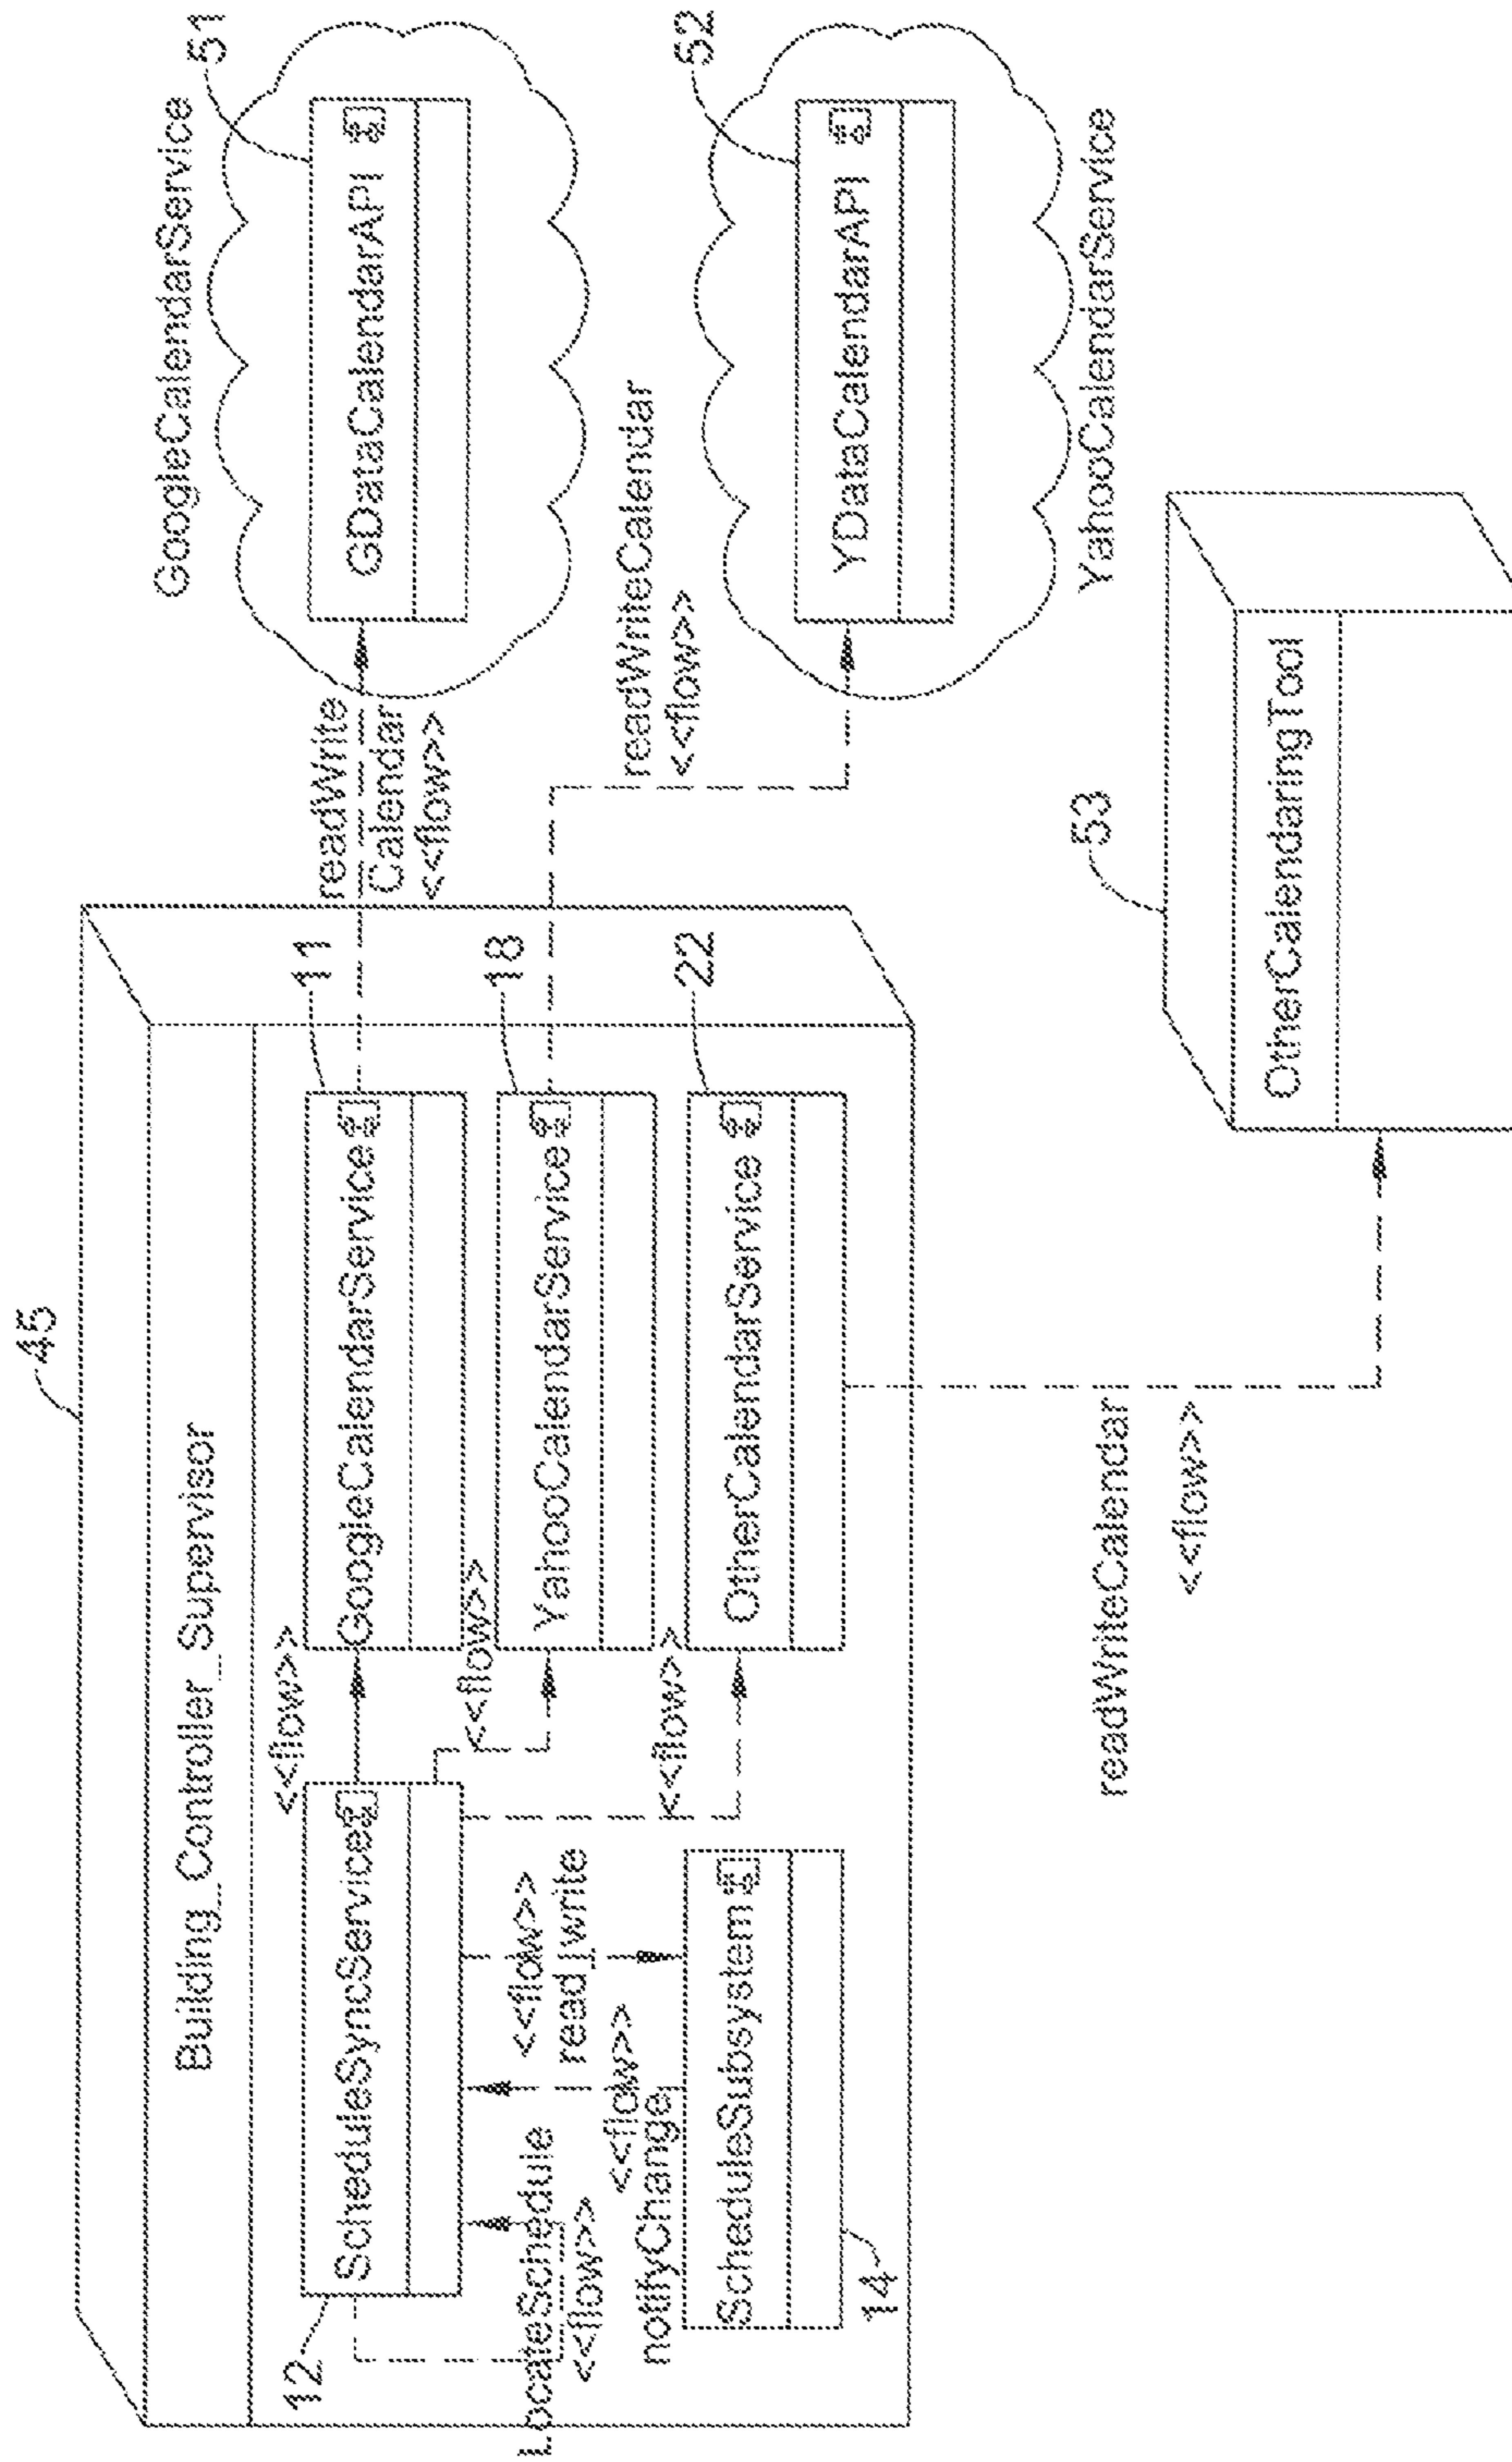 45
Building_Controller_Supervisor
12
ScheduleSyncService
<<flow>>
GoogleCalendarService
11
<<flow>>
YahooCalendarService
18
<<flow>>
OtherCalendarService
22
LocateSchedule
<<flow>>
<<flow>>
read_write
<<flow>>
notifyChange
ScheduleSubsystem
14
readWrite
Calendar
<<flow>>
GoogleCalendarService
51
GDataCalendarAPI
readWriteCalendar
<<flow>>
52
YDataCalendarAPI
YahooCalendarService
readWriteCalendar
<<flow>>
53
OtherCalendaringTool